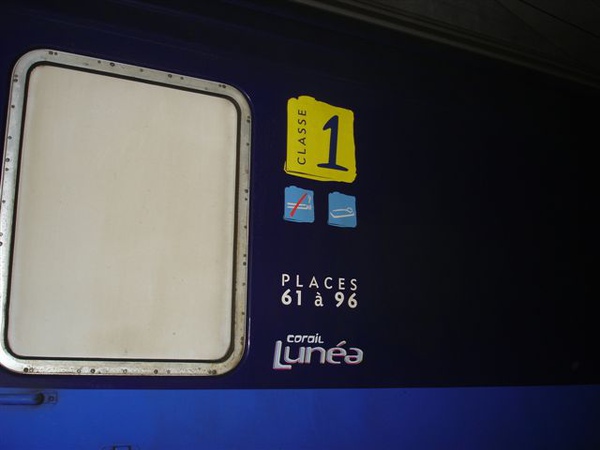 CLASSE 1
PLACES
61 à 96
corail
Lunéa